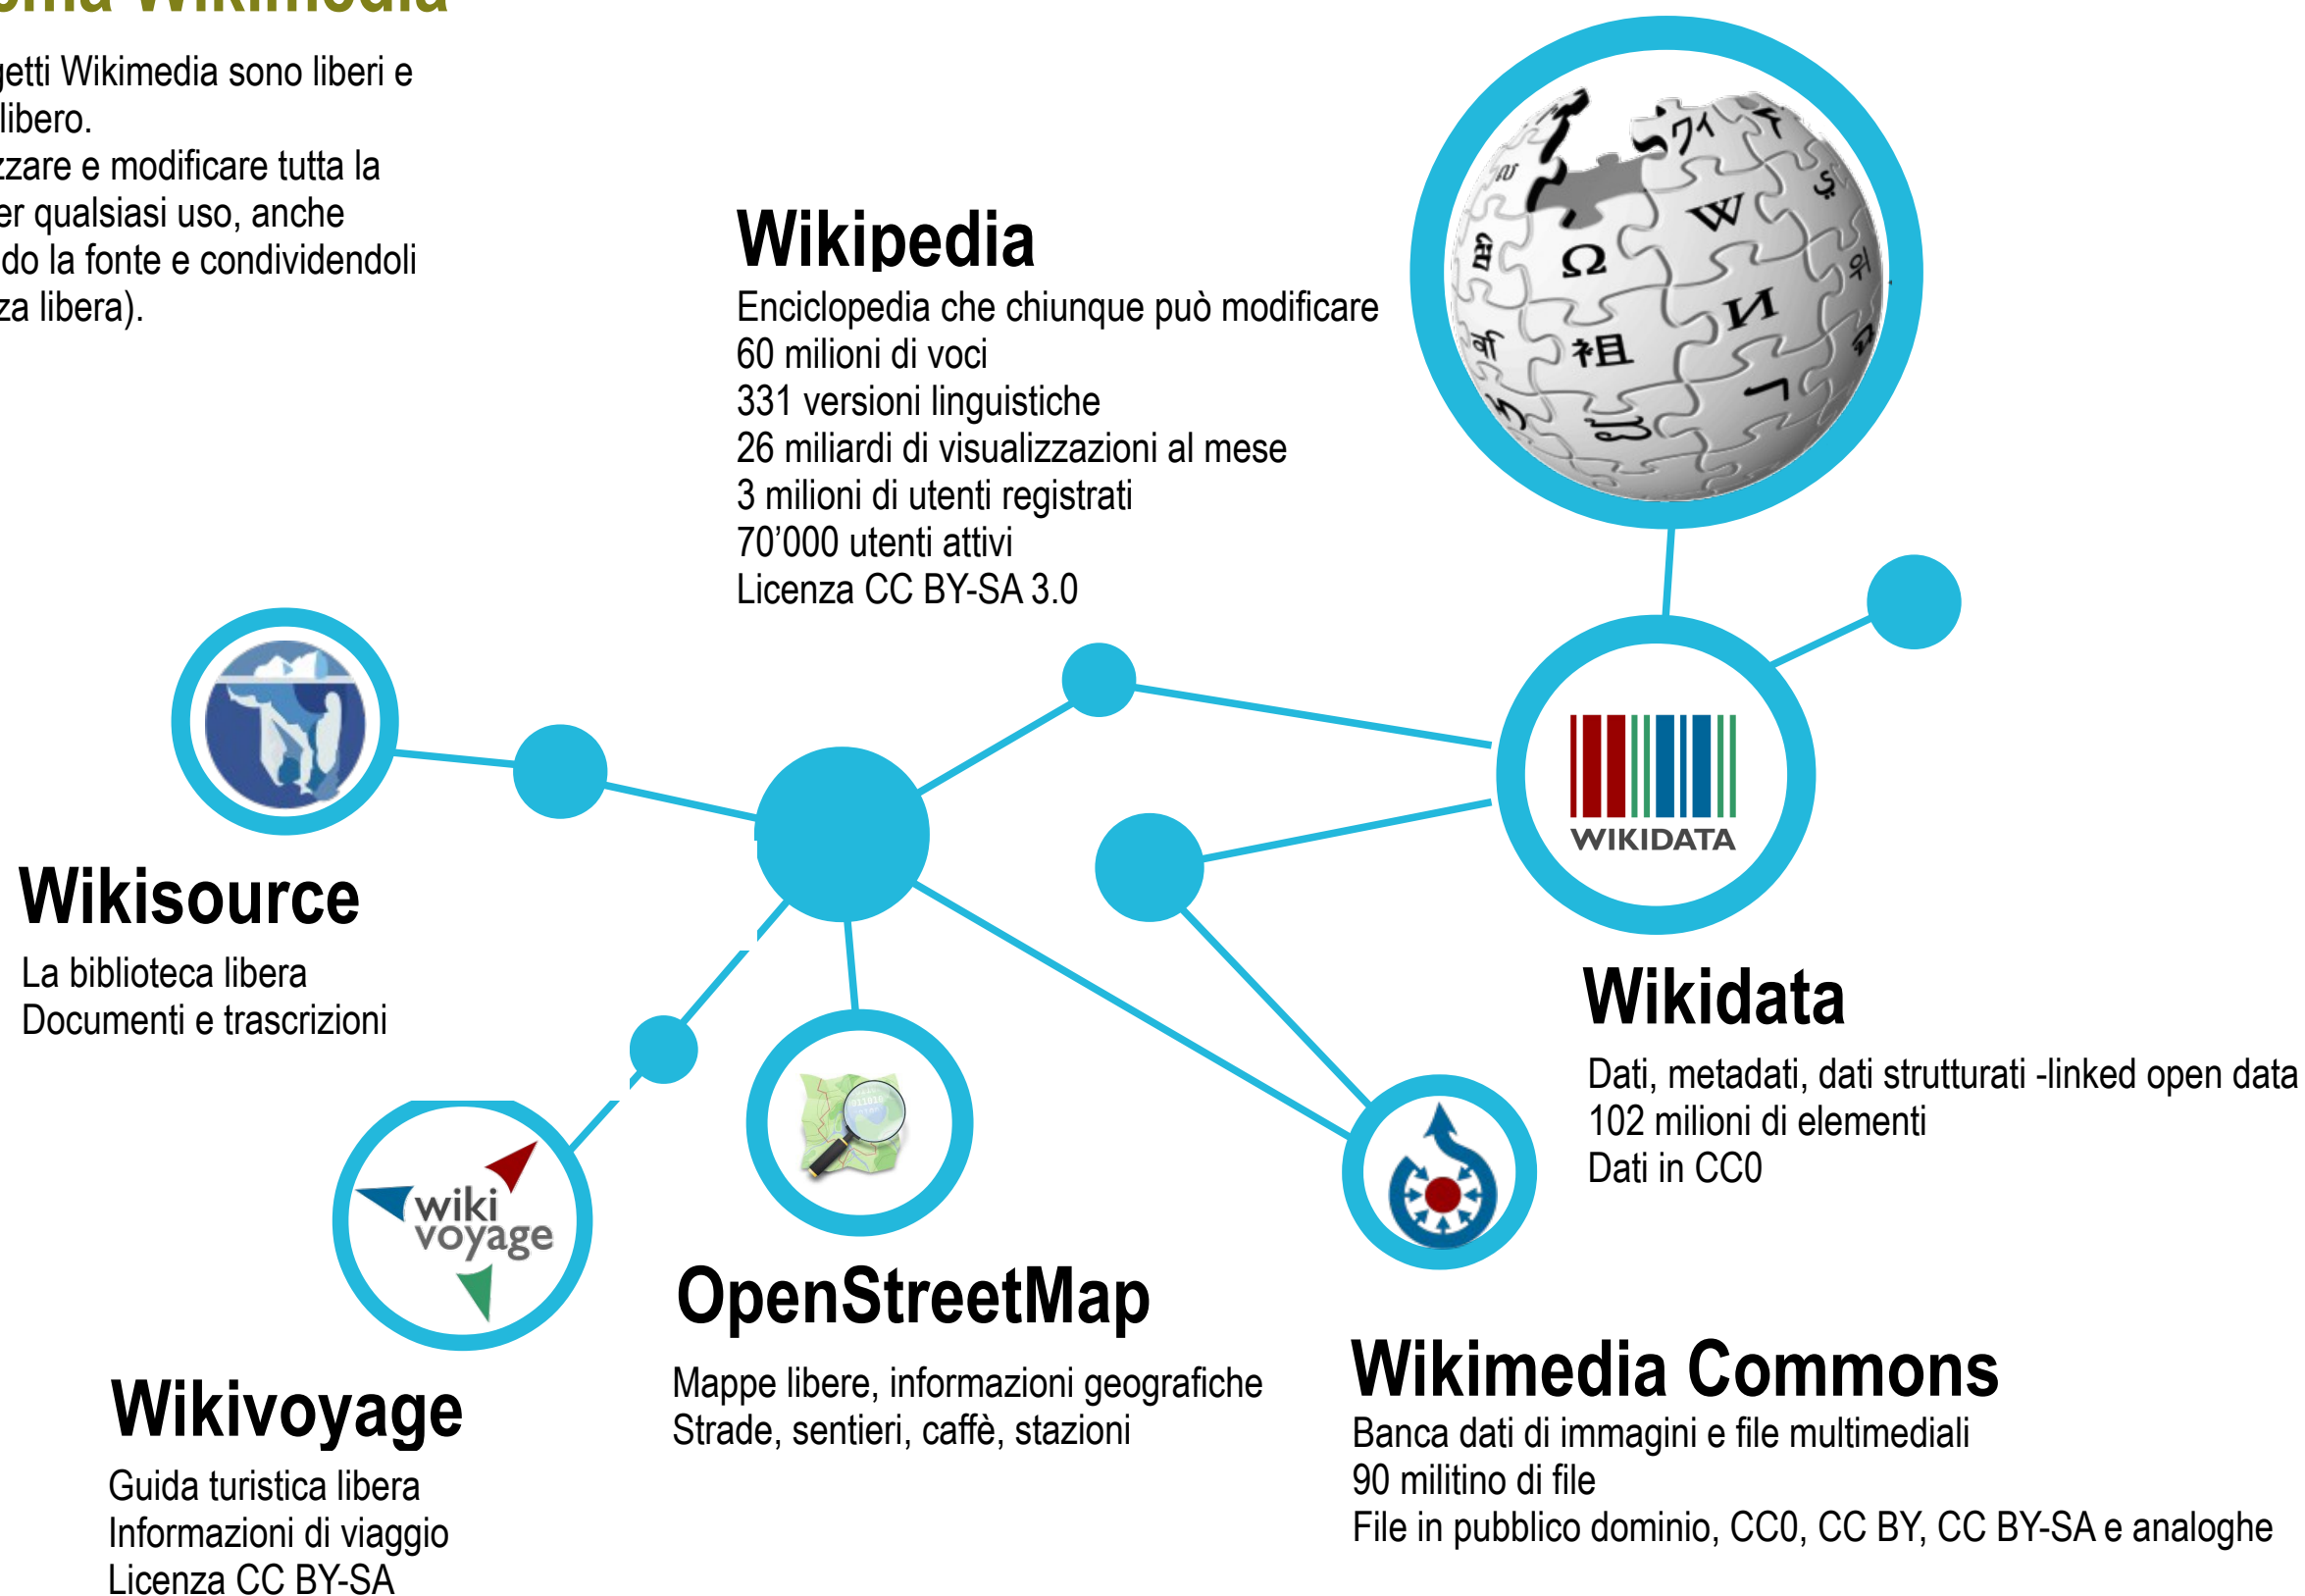 Wikimedia
getti Wikimedia sono liberi e
libero.
zzare e modificare tutta la
er qualsiasi uso, anche
do la fonte e condividendoli
za libera).
Wikipedia
Enciclopedia che chiunque può modificare
60 milioni di voci
331 versioni linguistiche
26 miliardi di visualizzazioni al mese
3 milioni di utenti registrati
70’000 utenti attivi
Licenza CC BY-SA 3.0
Ω
W
И
祖
WIKIDATA
Wikisource
La biblioteca libera
Documenti e trascrizioni
Wikidata
Dati, metadati, dati strutturati -linked open data
102 milioni di elementi
Dati in CC0
wiki
voyage
OpenStreetMap
Mappe libere, informazioni geografiche
Strade, sentieri, caffè, stazioni
Wikimedia Commons
Banca dati di immagini e file multimediali
90 militino di file
File in pubblico dominio, CC0, CC BY, CC BY-SA e analoghe
Wikivoyage
Guida turistica libera
Informazioni di viaggio
Licenza CC BY-SA